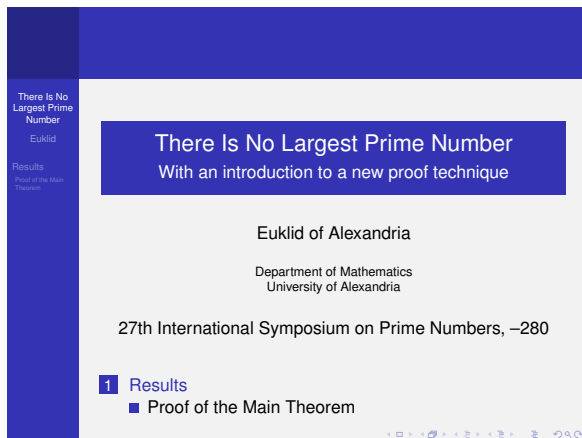 There Is No
Largest Prime
Number
Euklid
Results
Proof of the Main
Theorem
There Is No Largest Prime Number
With an introduction to a new proof technique
Euklid of Alexandria
Department of Mathematics
University of Alexandria
27th International Symposium on Prime Numbers, –280
1 Results
Proof of the Main Theorem